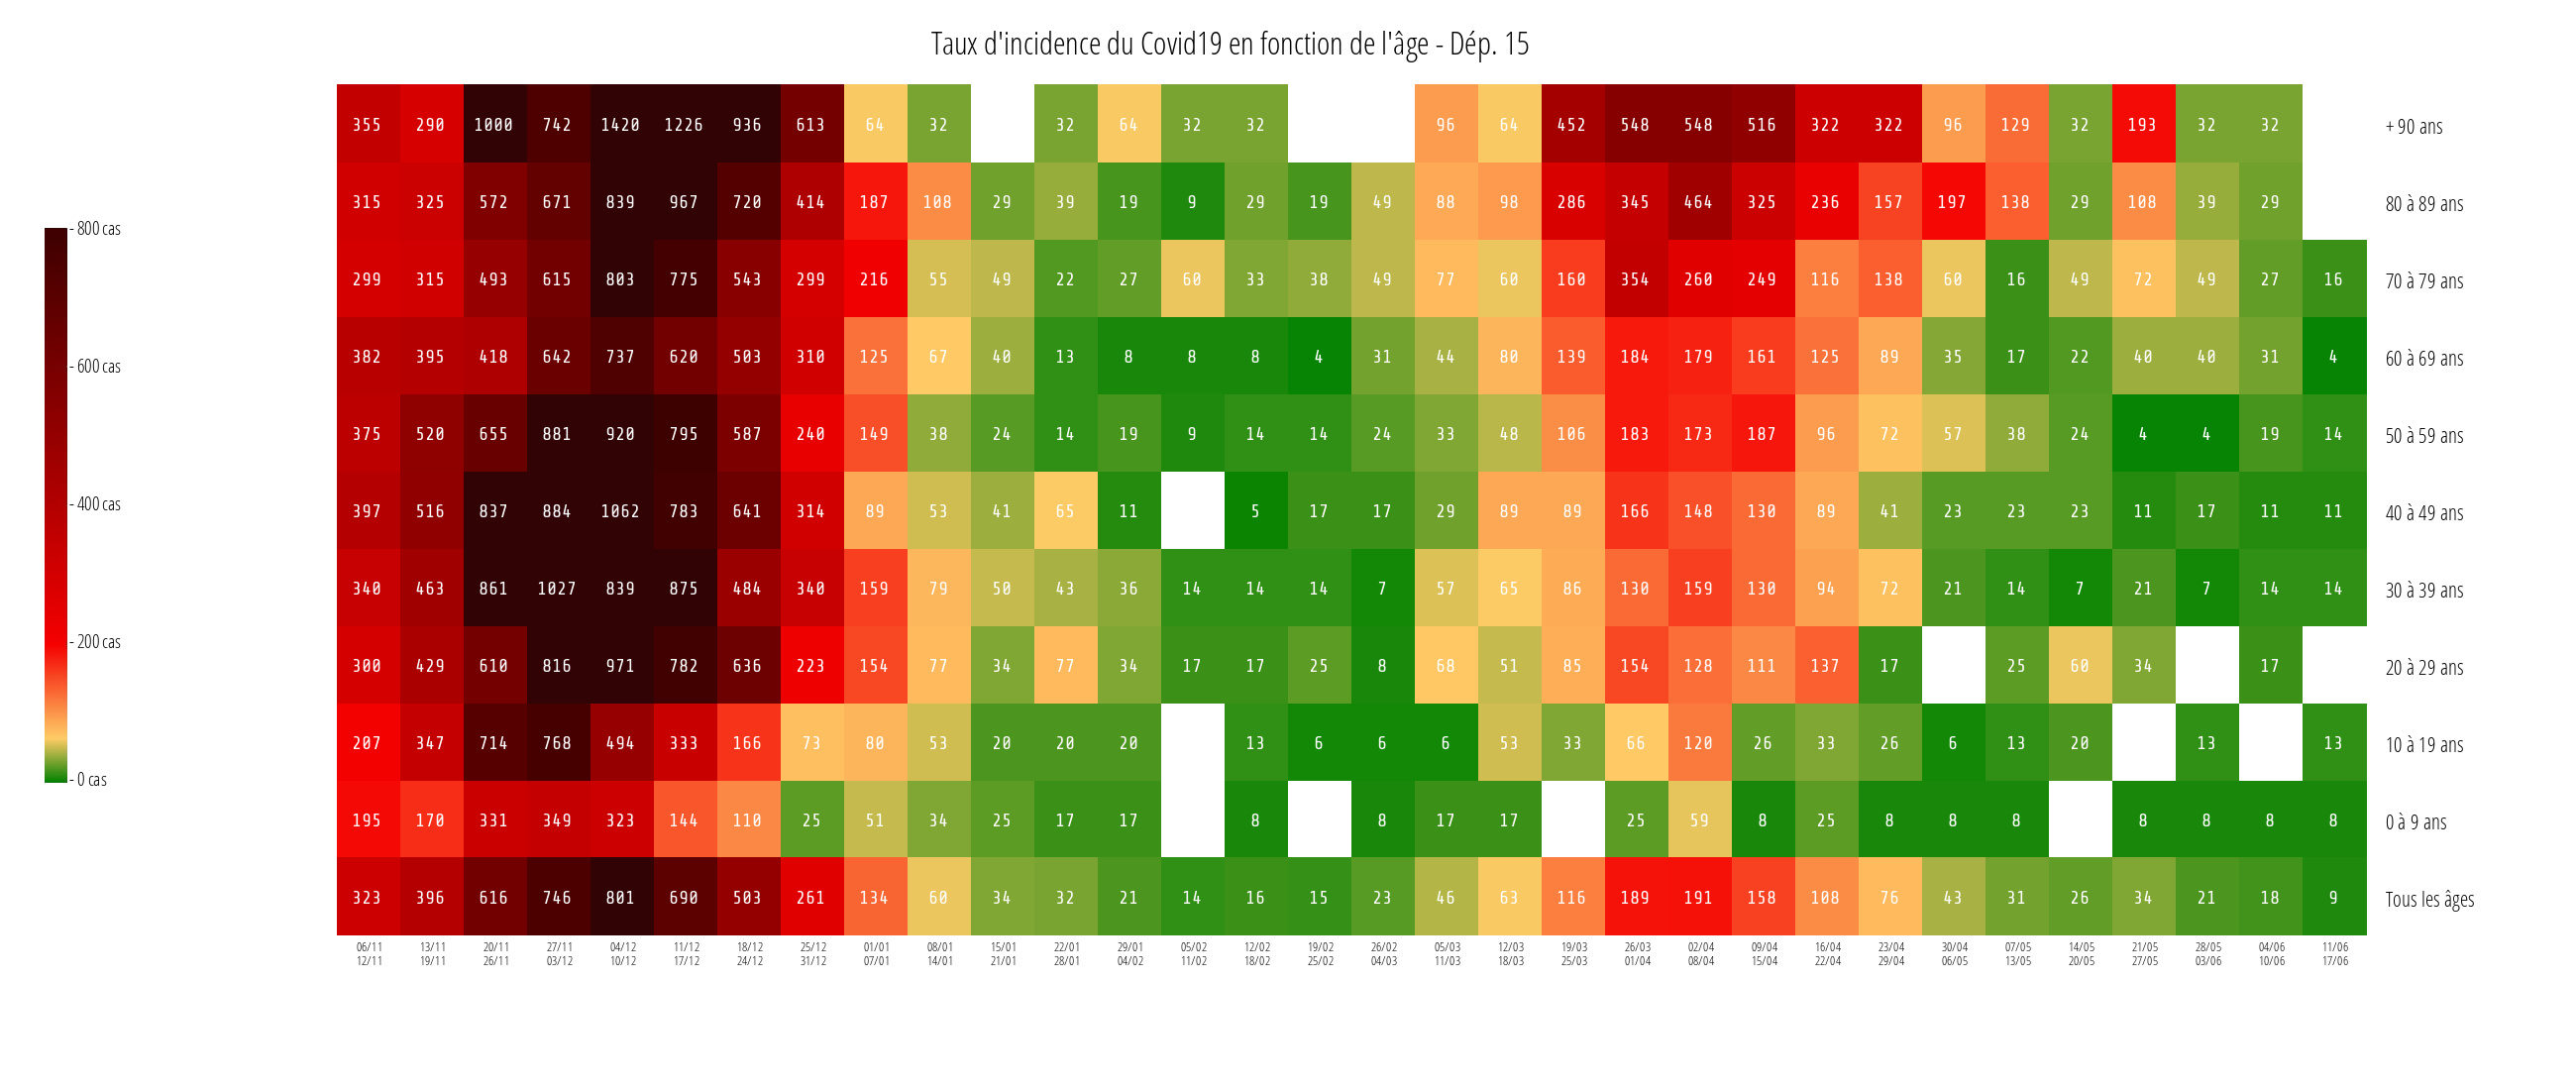 Taux d'incidence du Covid19 en fonction de l'âge - Dép. 15
355 290 1000 742 1420 1226 936 613 64 32 32 64 32 32 96 64 452 548 548 516 322 322 96 129 32 193 32 32 + 90 ans
315 325 572 671 839 967 720 414 187 108 29 39 19 9 29 19 49 88 98 286 345 464 325 236 157 197 138 29 108 39 29 80 à 89 ans
- 800 cas
299 315 493 615 803 775 543 299 216 55 49 22 27 60 33 38 49 77 60 160 354 260 249 116 138 60 16 49 72 49 27 16 70 à 79 ans
382 395 418 642 737 620 503 310 125 67 40 13 8 8 8 4 31 44 80 139 184 179 161 125 89 35 17 22 40 40 31 4 60 à 69 ans
- 600 cas
375 520 655 881 920 795 587 240 149 38 24 14 19 9 14 14 24 33 48 106 183 173 187 96 72 57 38 24 4 4 19 14 50 à 59 ans
- 400 cas
397 516 837 884 1062 783 641 314 89 53 41 65 11 5 17 17 29 89 89 166 148 130 89 41 23 23 23 11 17 11 11 40 à 49 ans
340 463 861 1027 839 875 484 340 159 79 50 43 36 14 14 14 7 57 65 86 130 159 130 94 72 21 14 7 21 7 14 14 30 à 39 ans
- 200 cas
300 429 610 816 971 782 636 223 154 77 34 77 34 17 17 25 8 68 51 85 154 128 111 137 17 25 60 34 17 20 à 29 ans
207 347 714 768 494 333 166 73 80 53 20 20 20 13 6 6 6 53 33 66 120 26 33 26 6 13 20 13 13 10 à 19 ans
- 0 cas
195 170 331 349 323 144 110 25 51 34 25 17 17 8 8 17 17 25 59 8 25 8 8 8 8 8 8 8 0 à 9 ans
323 396 616 746 801 690 503 261 134 60 34 32 21 14 16 15 23 46 63 116 189 191 158 108 76 43 31 26 34 21 18 9 Tous les âges
06/11 13/11 20/11 27/11 04/12 11/12 18/12 25/12 01/01 08/01 15/01 22/01 29/01 05/02 12/02 19/02 26/02 05/03 12/03 19/03 26/03 02/04 09/04 16/04 23/04 30/04 07/05 14/05 21/05 28/05 04/06 11/06
12/11 19/11 26/11 03/12 10/12 17/12 24/12 31/12 07/01 14/01 21/01 28/01 04/02 11/02 18/02 25/02 04/03 11/03 18/03 25/03 01/04 08/04 15/04 22/04 29/04 06/05 13/05 20/05 27/05 03/06 10/06 17/06